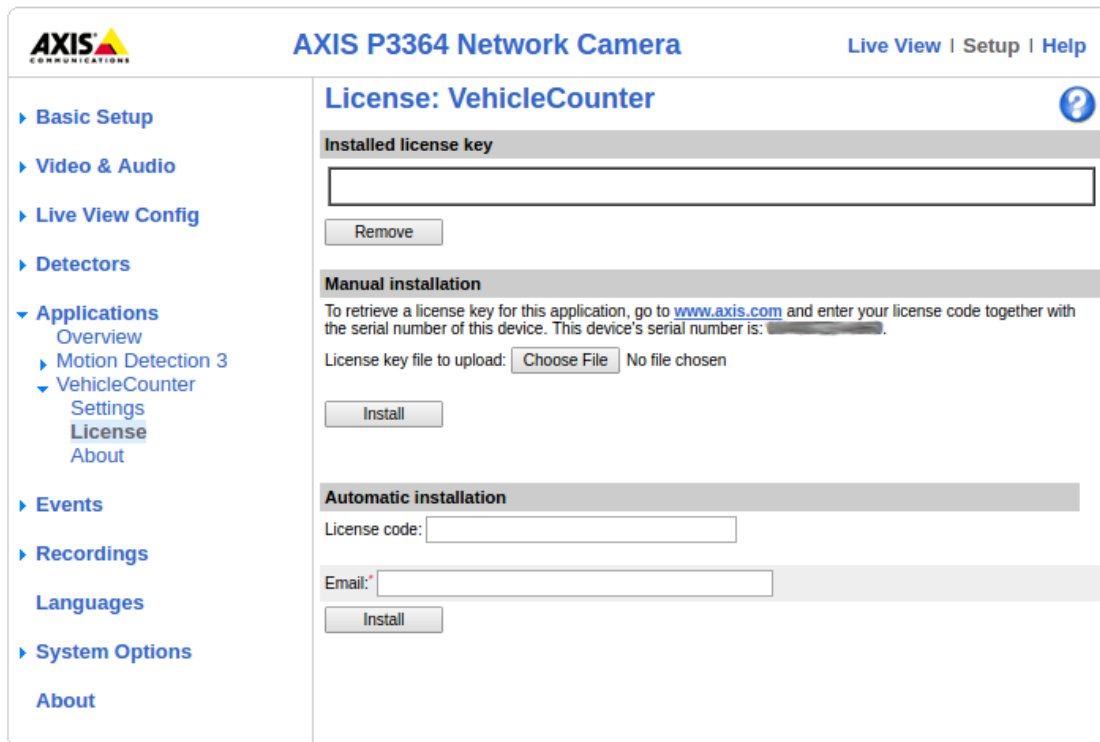 AXIS
COMMUNICATIONS
AXIS P3364 Network Camera
Live View | Setup | Help
Basic Setup
Video & Audio
Live View Config
Detectors
Applications
Overview
Motion Detection 3
VehicleCounter
Settings
License
About
Events
Recordings
Languages
System Options
About
License: VehicleCounter
?
Installed license key
Remove
Manual installation
To retrieve a license key for this application, go to www.axis.com and enter your license code together with
the serial number of this device. This device's serial number is: .
License key file to upload: Choose File No file chosen
Install
Automatic installation
License code:
Email:*
Install